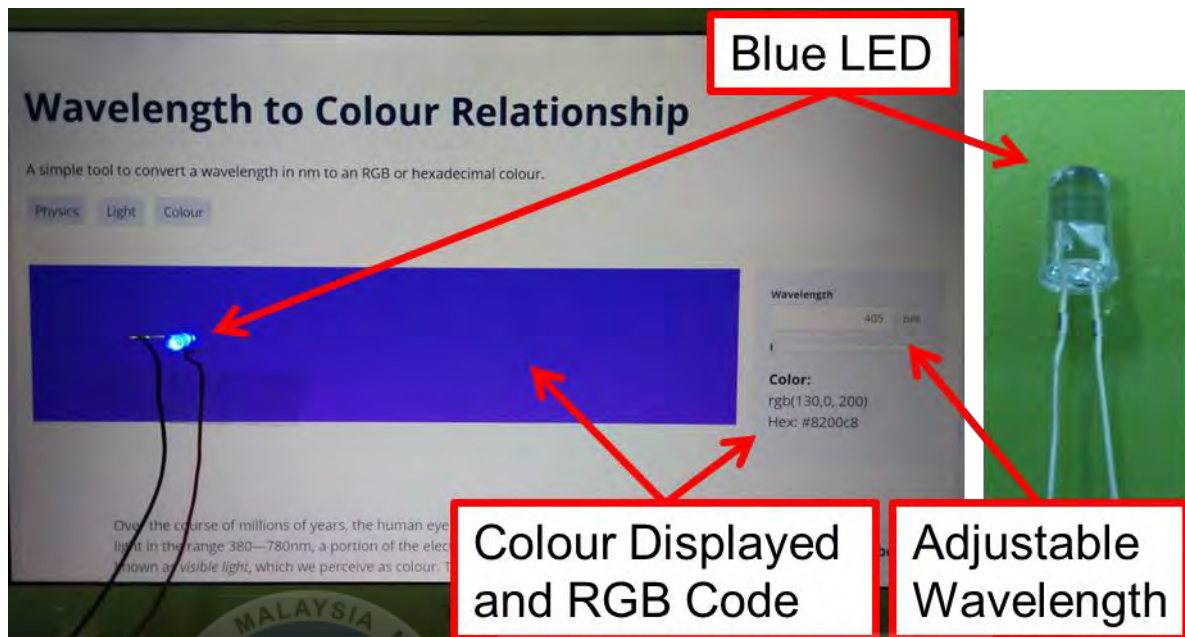 Blue LED
Wavelength to Colour Relationship
A simple tool to convert a wavelength in nm to an RGB or hexadecimal colour.
Physics Light Colour
Wavelength
405 nm
Color:
rgb(130,0, 200)
Hex: #8200c8
Over the course of millions of years, the human eye
light in the range 380—780nm, a portion of the
known as visible light, which we perceive as colour.
Colour Displayed
and RGB Code
Adjustable
Wavelength
MALAYSIA